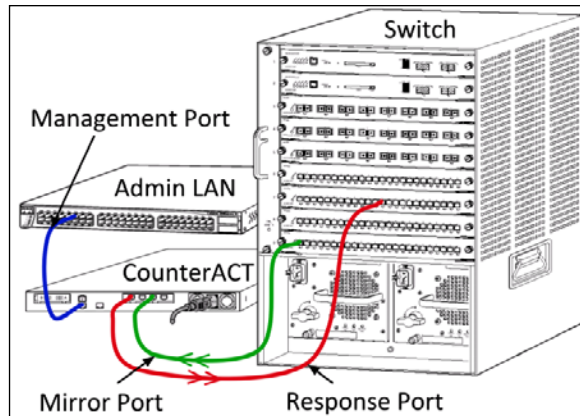 Switch
Management Port
Admin LAN
CounterACT
Mirror Port
Response Port